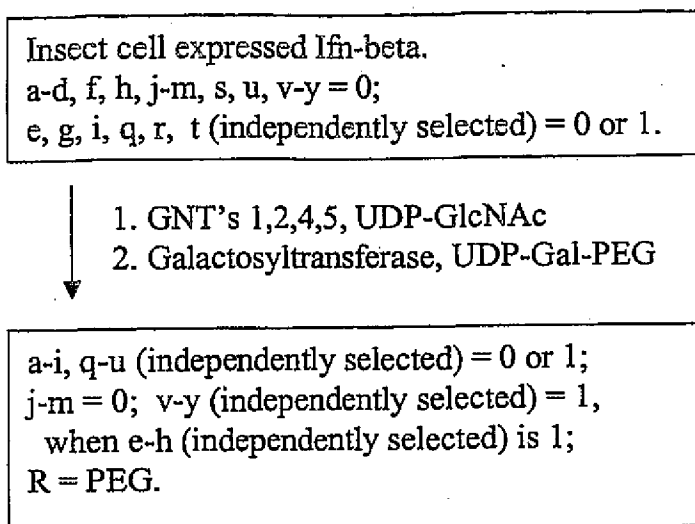 Insect cell expressed Ifn-beta.
a-d, f, h, j-m, s, u, v-y = 0;
e, g, i, q, r, t (independently selected) = 0 or 1.
1. GNT's 1,2,4,5, UDP-GlcNAc
2. Galactosyltransferase, UDP-Gal-PEG
a-i, q-u (independently selected) = 0 or 1;
j-m = 0; v-y (independently selected) = 1,
when e-h (independently selected) is 1;
R = PEG.